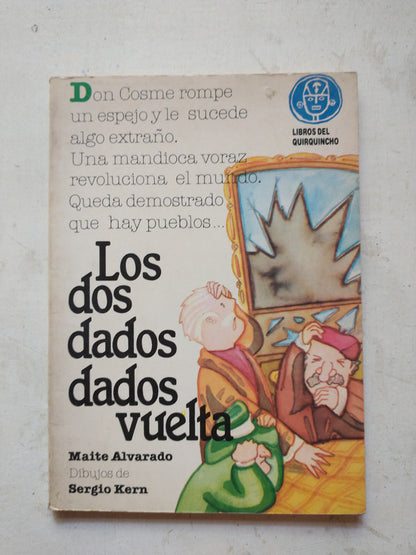 Don Cosme rompe
un espejo y le sucede
algo extraño.
Una mandioca voraz
revoluciona el mundo.
Queda demostrado
que hay pueblos...
LIBROS DEL
QUIRQUINCHO
Los
dos
dados
dados
vuelta
Maite Alvarado
Dibujos de
Sergio Kern